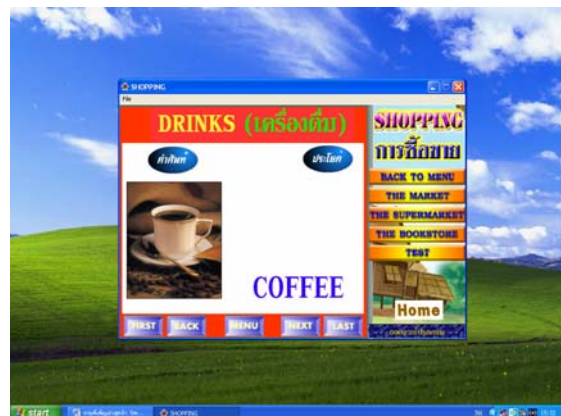 SHOPPING
File
DRINKS (เครื่องดื่ม)
คำศัพท์
ประโยค
COFFEE
FIRST
BACK
MENU
NEXT
LAST
SHOPPING
การซื้อขาย
BACK TO MENU
THE MARKET
THE SUPERMARKET
THE BOOKSTORE
TEST
Home
start
SHOPPING